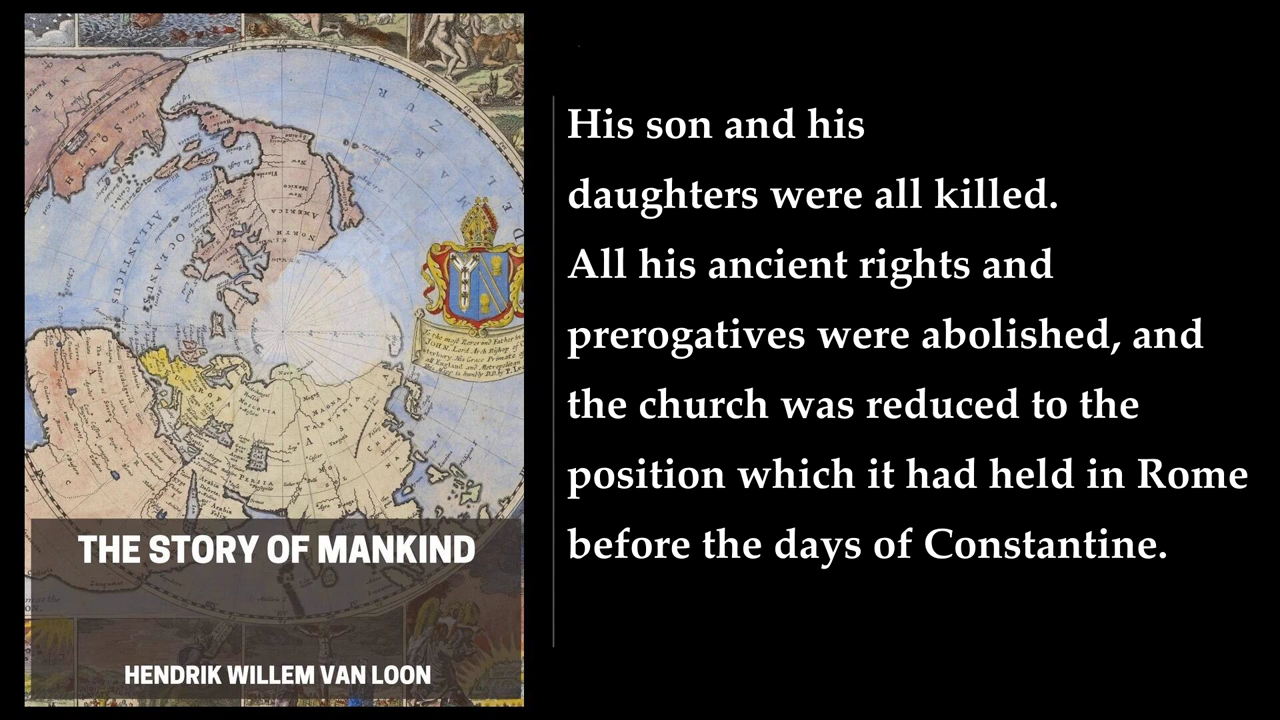 THE STORY OF MANKIND
HENDRIK WILLEM VAN LOON
His son and his
daughters were all killed.
All his ancient rights and
prerogatives were abolished, and
the church was reduced to the
position which it had held in Rome
before the days of Constantine.